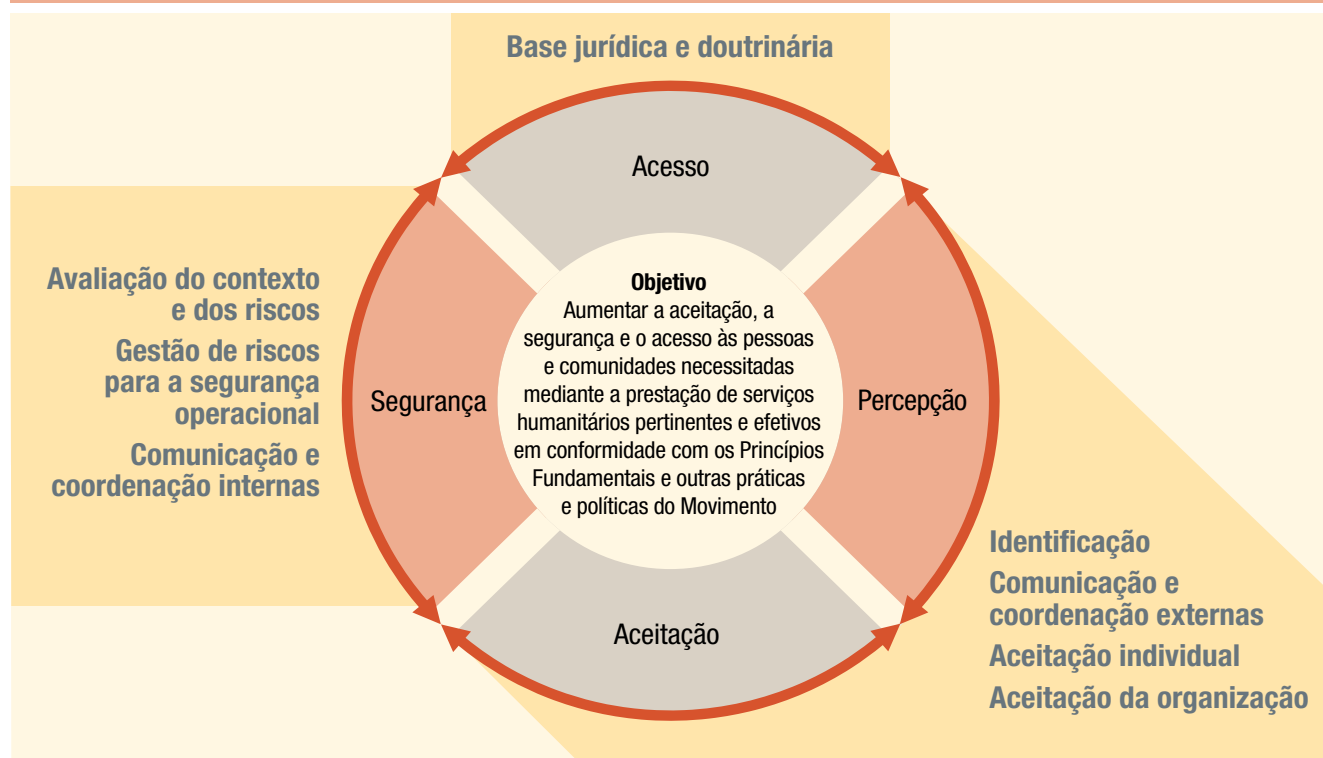 Base jurídica e doutrinária
Acesso
Avaliação do contexto
e dos riscos
Gestão de riscos
para a segurança
operacional
Comunicação e
coordenação internas
Segurança
Objetivo
Aumentar a aceitação, a
segurança e o acesso às pessoas
e comunidades necessitadas
mediante a prestação de serviços
humanitários pertinentes e efetivos
em conformidade com os Princípios
Fundamentais e outras práticas
e políticas do Movimento
Percepção
Aceitação
Identificação
Comunicação e
coordenação externas
Aceitação individual
Aceitação da organização